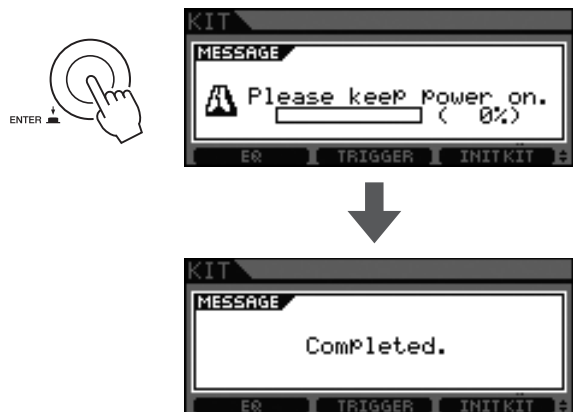 KIT
MESSAGE
Please keep power on.
( 0%)
ENTER
EQ TRIGGER INITKIT
KIT
MESSAGE
Completed.
EQ TRIGGER INITKIT